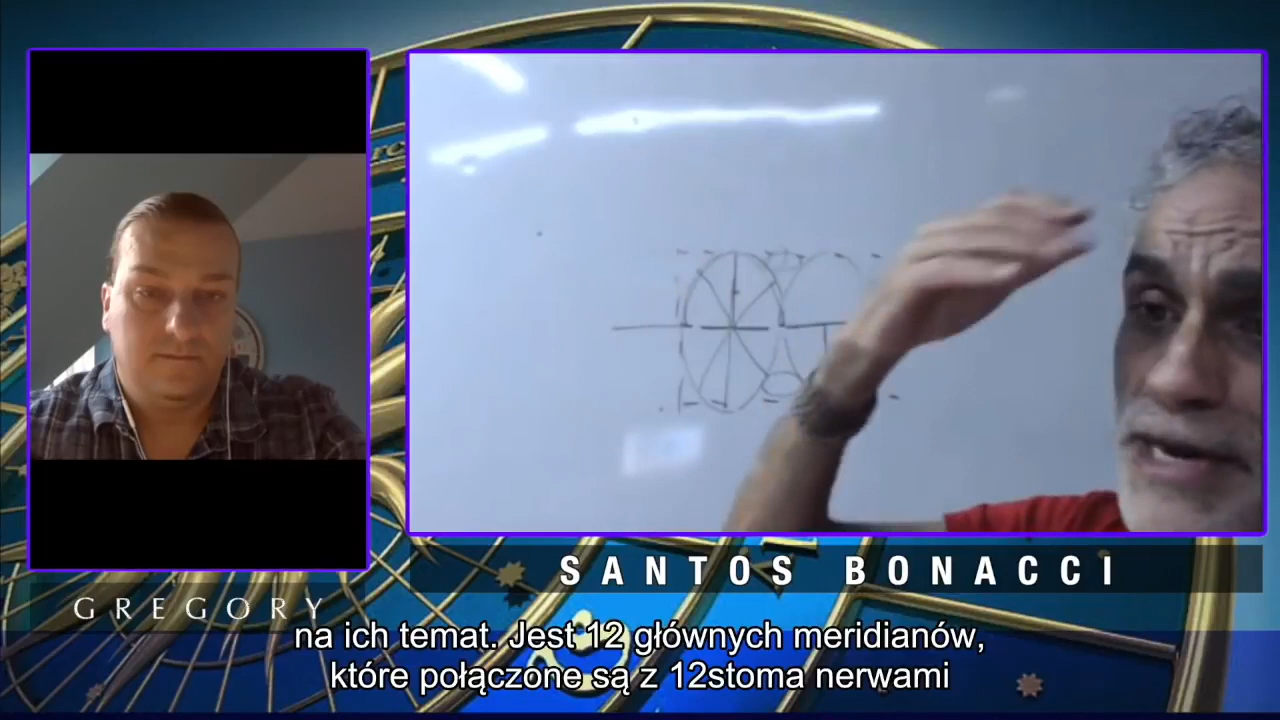 SANTOS BONACCI
GREGORY
na ich temat. Jest 12 głównych meridianów,
które połączone są z 12stoma nerwami